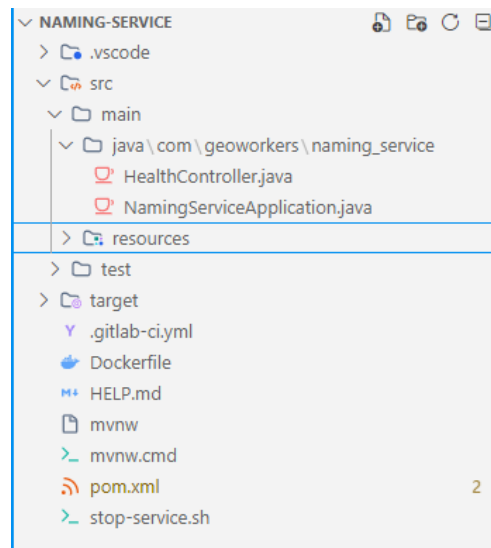 NAMING-SERVICE
.vscode
src
main
java\com\geoworkers\naming_service
HealthController.java
NamingServiceApplication.java
resources
test
target
Y .gitlab-ci.yml
Dockerfile
M↓ HELP.md
mvnw
>_ mvnw.cmd
pom.xml 2
>_ stop-service.sh